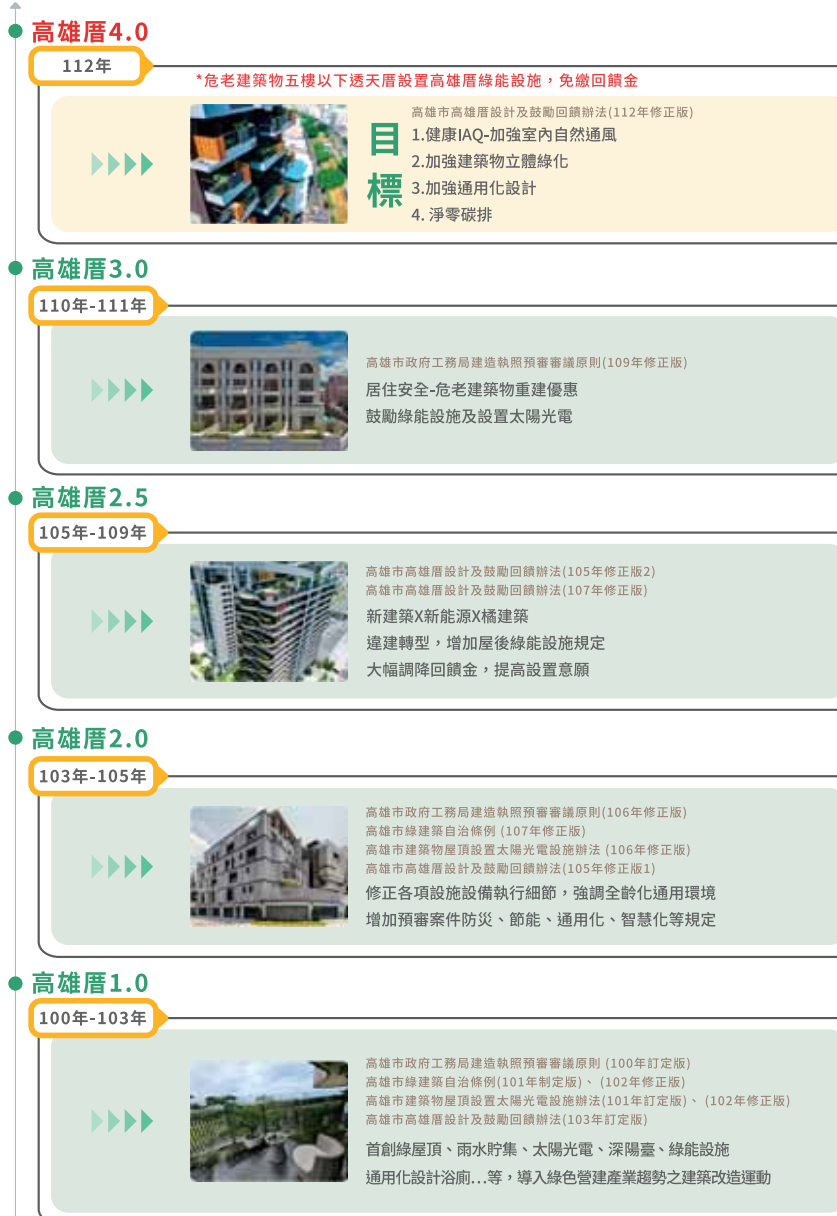 高雄厝4.0
112年
*危老建築物五樓以下透天厝設置高雄厝綠能設施，免繳回饋金
目標
高雄市高雄厝設計及鼓勵回饋辦法(112年修正版)
1.健康IAQ-加強室內自然通風
2.加強建築物立體綠化
3.加強通用化設計
4. 淨零碳排
高雄厝3.0
110年-111年
高雄市政府工務局建造執照預審審議原則(109年修正版)
居住安全-危老建築物重建優惠
鼓勵綠能設施及設置太陽光電
高雄厝2.5
105年-109年
高雄市高雄厝設計及鼓勵回饋辦法(105年修正版2)
高雄市高雄厝設計及鼓勵回饋辦法(107年修正版)
新建築X新能源X橘建築
違建轉型，增加屋後綠能設施規定
大幅調降回饋金，提高設置意願
高雄厝2.0
103年-105年
高雄市政府工務局建造執照預審審議原則(106年修正版)
高雄市綠建築自治條例 (107年修正版)
高雄市建築物屋頂設置太陽光電設施辦法 (106年修正版)
高雄市高雄厝設計及鼓勵回饋辦法(105年修正版1)
修正各項設施設備執行細節，強調全齡化通用環境
增加預審案件防災、節能、通用化、智慧化等規定
高雄厝1.0
100年-103年
高雄市政府工務局建造執照預審審議原則 (100年訂定版)
高雄市綠建築自治條例(101年制定版)、 (102年修正版)
高雄市建築物屋頂設置太陽光電設施辦法(101年訂定版)、 (102年修正版)
高雄市高雄厝設計及鼓勵回饋辦法(103年訂定版)
首創綠屋頂、雨水貯集、太陽光電、深陽臺、綠能設施
通用化設計浴廁…等，導入綠色營建產業趨勢之建築改造運動